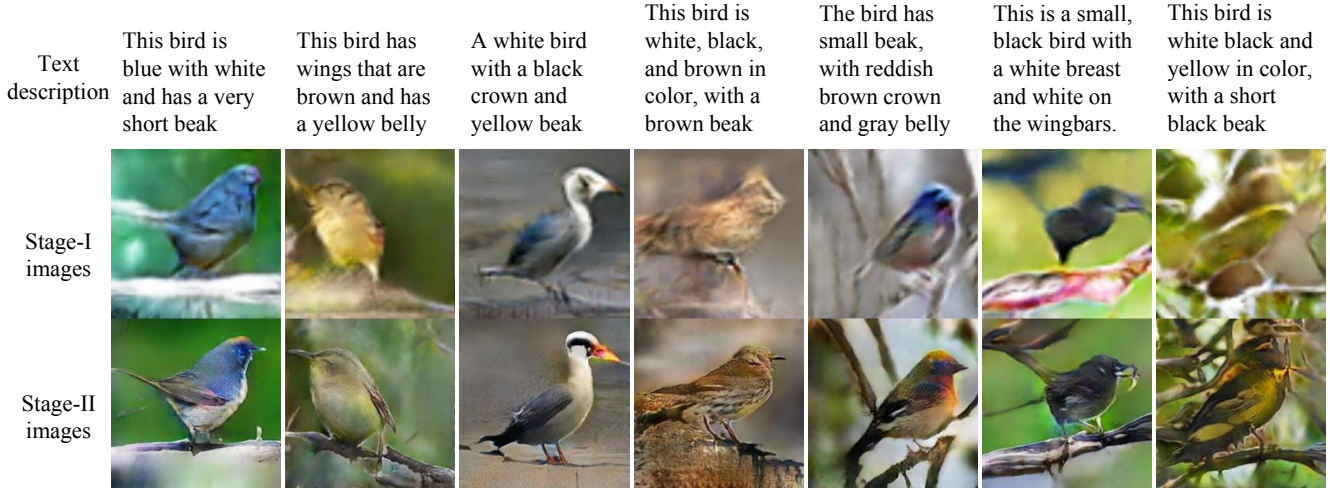 Text
description
This bird is
blue with white
and has a very
short beak
This bird has
wings that are
brown and has
a yellow belly
A white bird
with a black
crown and
yellow beak
This bird is
white, black,
and brown in
color, with a
brown beak
The bird has
small beak,
with reddish
brown crown
and gray belly
This is a small,
black bird with
a white breast
and white on
the wingbars.
This bird is
white black and
yellow in color,
with a short
black beak
Stage-I
images
Stage-II
images